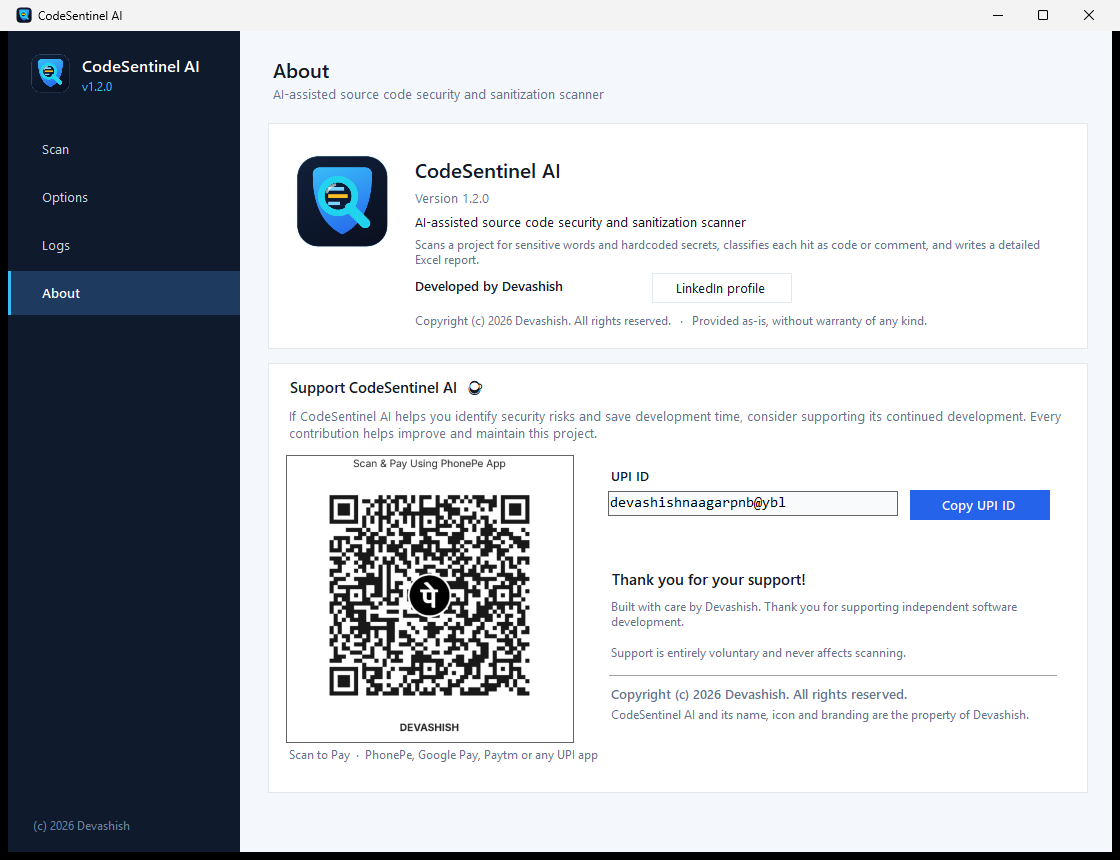 CodeSentinel AI
CodeSentinel AI
v1.2.0
Scan
Options
Logs
About
(c) 2026 Devashish
About
AI-assisted source code security and sanitization scanner
CodeSentinel AI
Version 1.2.0
AI-assisted source code security and sanitization scanner
Scans a project for sensitive words and hardcoded secrets, classifies each hit as code or comment, and writes a detailed
Excel report.
Developed by Devashish
LinkedIn profile
Copyright (c) 2026 Devashish. All rights reserved. · Provided as-is, without warranty of any kind.
Support CodeSentinel AI
If CodeSentinel AI helps you identify security risks and save development time, consider supporting its continued development. Every
contribution helps improve and maintain this project.
Scan & Pay Using PhonePe App
पे
DEVASHISH
Scan to Pay · PhonePe, Google Pay, Paytm or any UPI app
UPI ID
devashishnaagarpnb@ybl
Copy UPI ID
Thank you for your support!
Built with care by Devashish. Thank you for supporting independent software
development.
Support is entirely voluntary and never affects scanning.
Copyright (c) 2026 Devashish. All rights reserved.
CodeSentinel AI and its name, icon and branding are the property of Devashish.